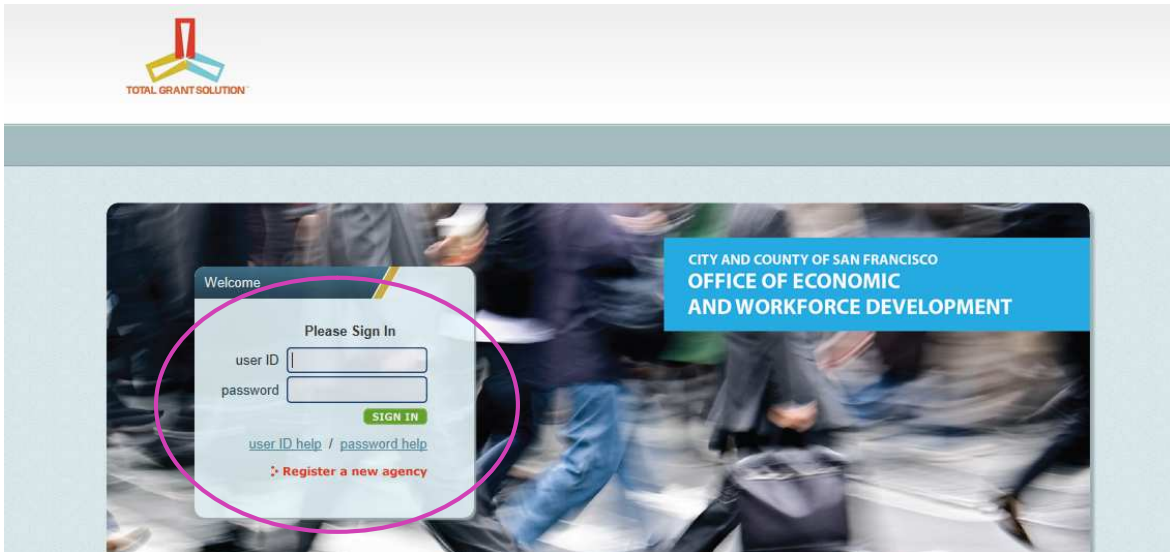 TOTAL GRANT SOLUTION™
CITY AND COUNTY OF SAN FRANCISCO
OFFICE OF ECONOMIC
AND WORKFORCE DEVELOPMENT
Welcome
Please Sign In
user ID
password
SIGN IN
user ID help / password help
Register a new agency